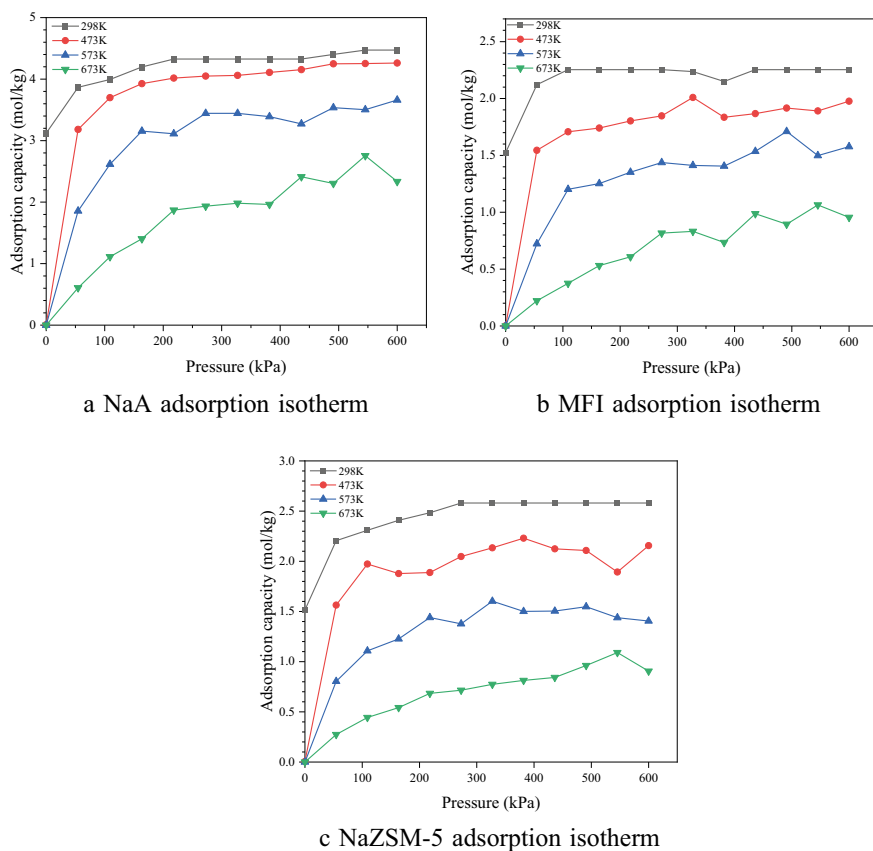 5
4
3
2
1
0
Adsorption capacity (mol/kg)
298K
473K
573K
673K
0 100 200 300 400 500 600
Pressure (kPa)
a NaA adsorption isotherm
2.5
2.0
1.5
1.0
0.5
0.0
Adsorption capacity (mol/kg)
298K
473K
573K
673K
0 100 200 300 400 500 600
Pressure (kPa)
b MFI adsorption isotherm
3.0
2.5
2.0
1.5
1.0
0.5
0.0
Adsorption capacity (mol/kg)
298K
473K
573K
673K
0 100 200 300 400 500 600
Pressure (kPa)
c NaZSM-5 adsorption isotherm